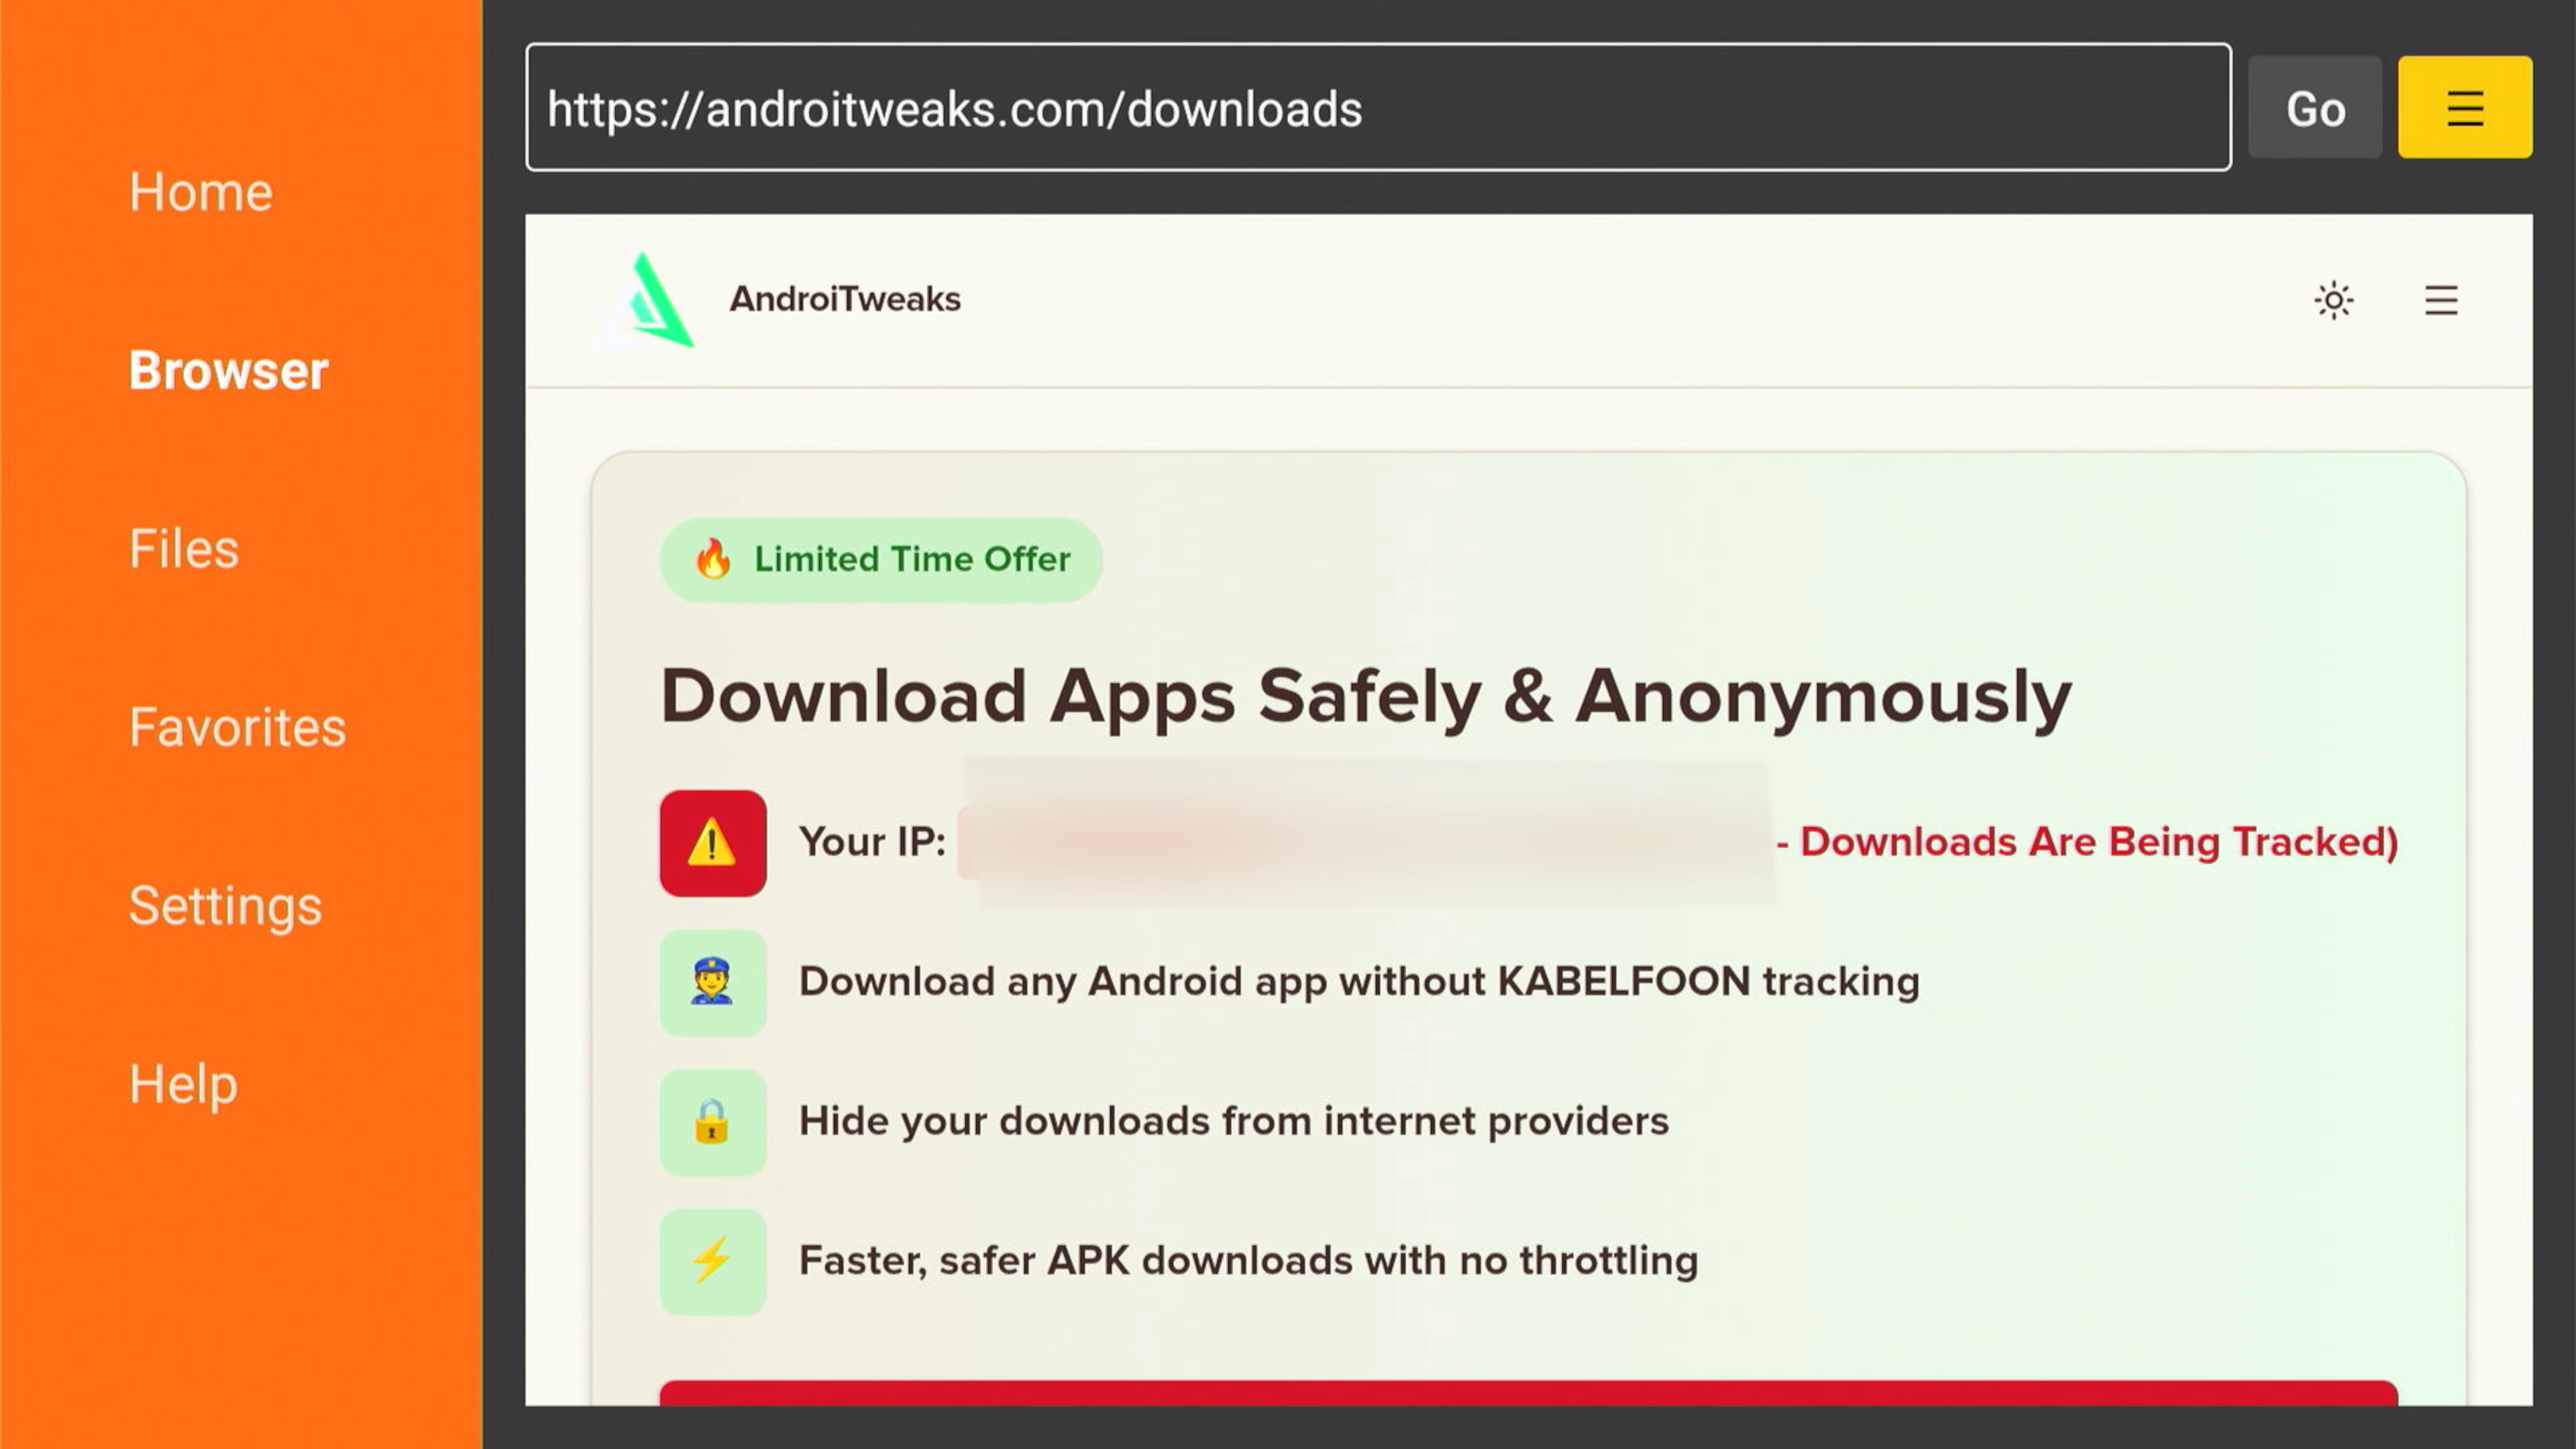 Home
Browser
Files
Favorites
Settings
Help
https://androitweaks.com/downloads
Go
AndroiTweaks
Limited Time Offer
Download Apps Safely & Anonymously
Your IP: - Downloads Are Being Tracked)
Download any Android app without KABELFOON tracking
Hide your downloads from internet providers
Faster, safer APK downloads with no throttling